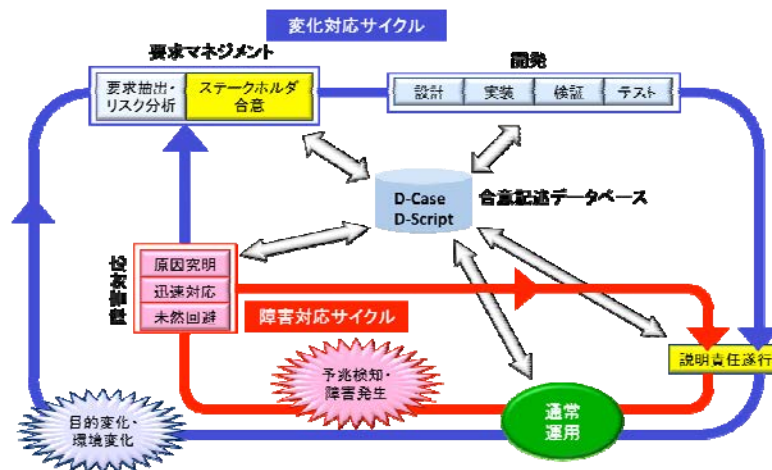 変化対応サイクル
要求マネジメント
開発
要求抽出・
リスク分析
ステークホルダ
合意
設計
実装
検証
テスト
D-Case
D-Script
合意記述データベース
障害対応
原因究明
迅速対応
未然回避
障害対応サイクル
説明責任遂行
予兆検知・
障害発生
通常
運用
目的変化・
環境変化